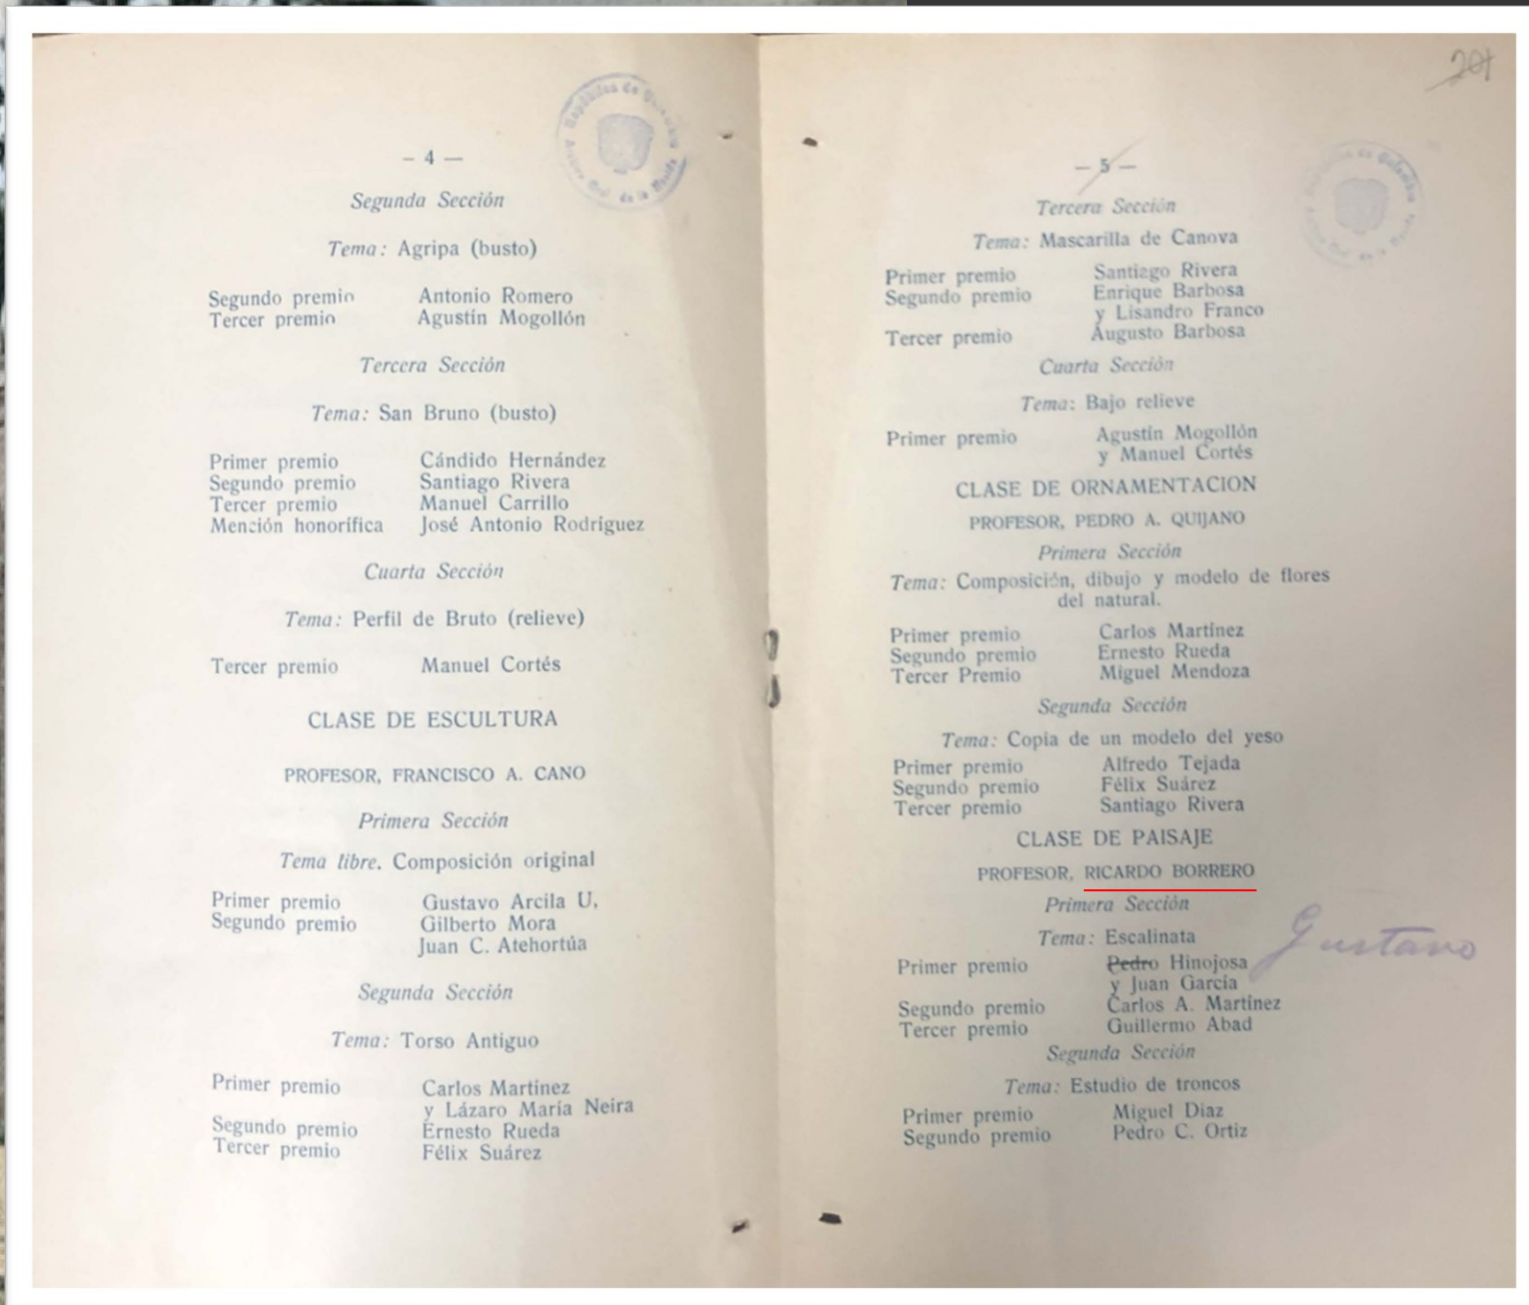 — 4 —
Segunda Sección
Tema: Agripa (busto)
Segundo premio Antonio Romero
Tercer premio Agustín Mogollón
Tercera Sección
Tema: San Bruno (busto)
Primer premio Cándido Hernández
Segundo premio Santiago Rivera
Tercer premio Manuel Carrillo
Mención honorífica José Antonio Rodríguez
Cuarta Sección
Tema: Perfil de Bruto (relieve)
Tercer premio Manuel Cortés
CLASE DE ESCULTURA
PROFESOR, FRANCISCO A. CANO
Primera Sección
Tema libre. Composición original
Primer premio Gustavo Arcila U,
Segundo premio Gilberto Mora
Juan C. Atehortúa
Segunda Sección
Tema: Torso Antiguo
Primer premio Carlos Martínez
y Lázaro María Neira
Segundo premio Ernesto Rueda
Tercer premio Félix Suárez
República de Colombia
201
— 5 —
Tercera Sección
Tema: Mascarilla de Canova
Primer premio Santiago Rivera
Segundo premio Enrique Barbosa
y Lisandro Franco
Tercer premio Augusto Barbosa
Cuarta Sección
Tema: Bajo relieve
Primer premio Agustín Mogollón
y Manuel Cortés
CLASE DE ORNAMENTACION
PROFESOR, PEDRO A. QUIJANO
Primera Sección
Tema: Composición, dibujo y modelo de flores
del natural.
Primer premio Carlos Martínez
Segundo premio Ernesto Rueda
Tercer Premio Miguel Mendoza
Segunda Sección
Tema: Copia de un modelo del yeso
Primer premio Alfredo Tejada
Segundo premio Félix Suárez
Tercer premio Santiago Rivera
CLASE DE PAISAJE
PROFESOR, RICARDO BORRERO
Primera Sección
Tema: Escalinata
Gustavo
Primer premio Pedro Hinojosa
y Juan García
Segundo premio Carlos A. Martínez
Tercer premio Guillermo Abad
Segunda Sección
Tema: Estudio de troncos
Primer premio Miguel Díaz
Segundo premio Pedro C. Ortiz
República de Colombia